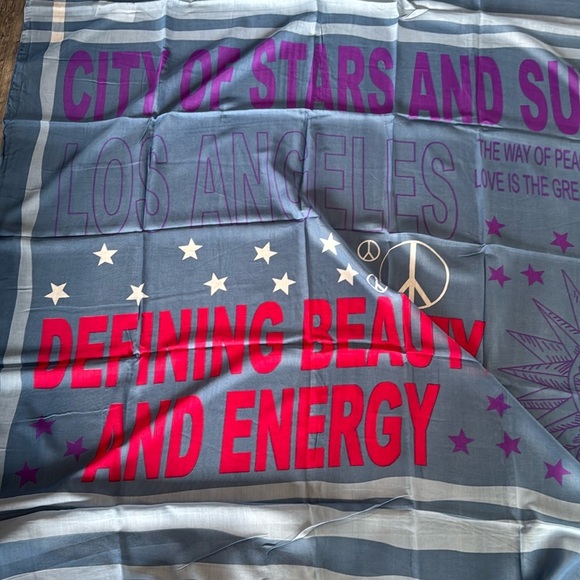 CITY OF STARS AND SU
LOS ANGELES
THE WAY OF PEA
LOVE IS THE GRE
DEFINING BEAUTY
AND ENERGY